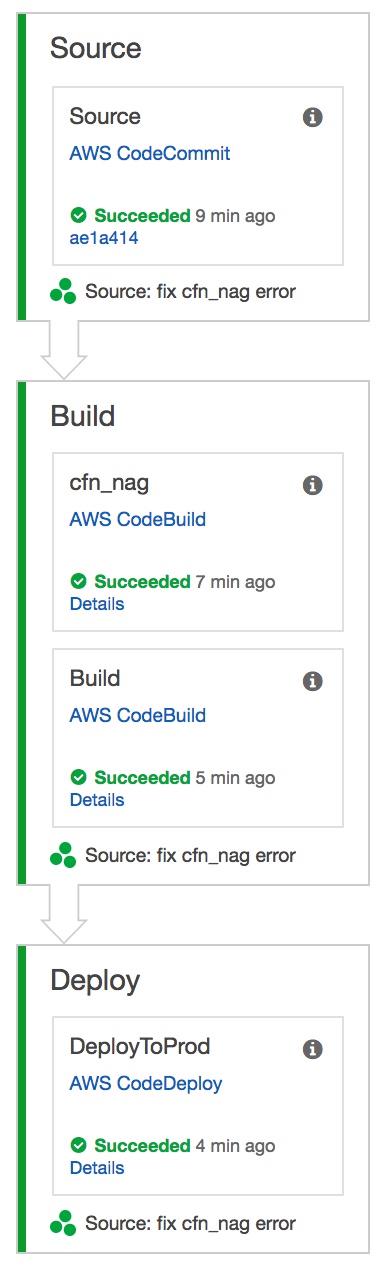 Source
Source
AWS CodeCommit
Succeeded 9 min ago
ae1a414
Source: fix cfn_nag error
Build
cfn_nag
AWS CodeBuild
Succeeded 7 min ago
Details
Build
AWS CodeBuild
Succeeded 5 min ago
Details
Source: fix cfn_nag error
Deploy
DeployToProd
AWS CodeDeploy
Succeeded 4 min ago
Details
Source: fix cfn_nag error